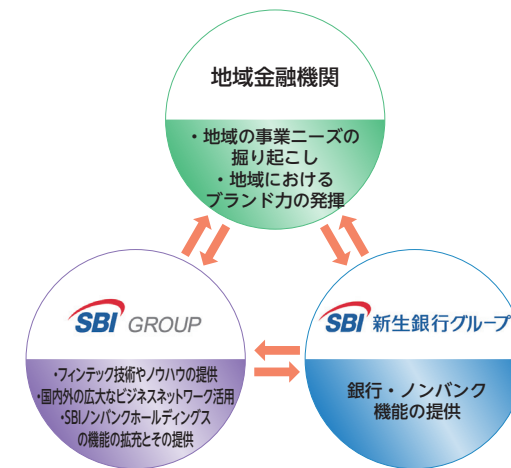 地域金融機関
・地域の事業ニーズの
掘り起こし
・地域における
ブランド力の発揮
SBI GROUP
・フィンテック技術やノウハウの提供
・国内外の広大なビジネスネットワーク活用
・SBIノンバンクホールディングス
の機能の拡充とその提供
SBI 新生銀行グループ
銀行・ノンバンク
機能の提供